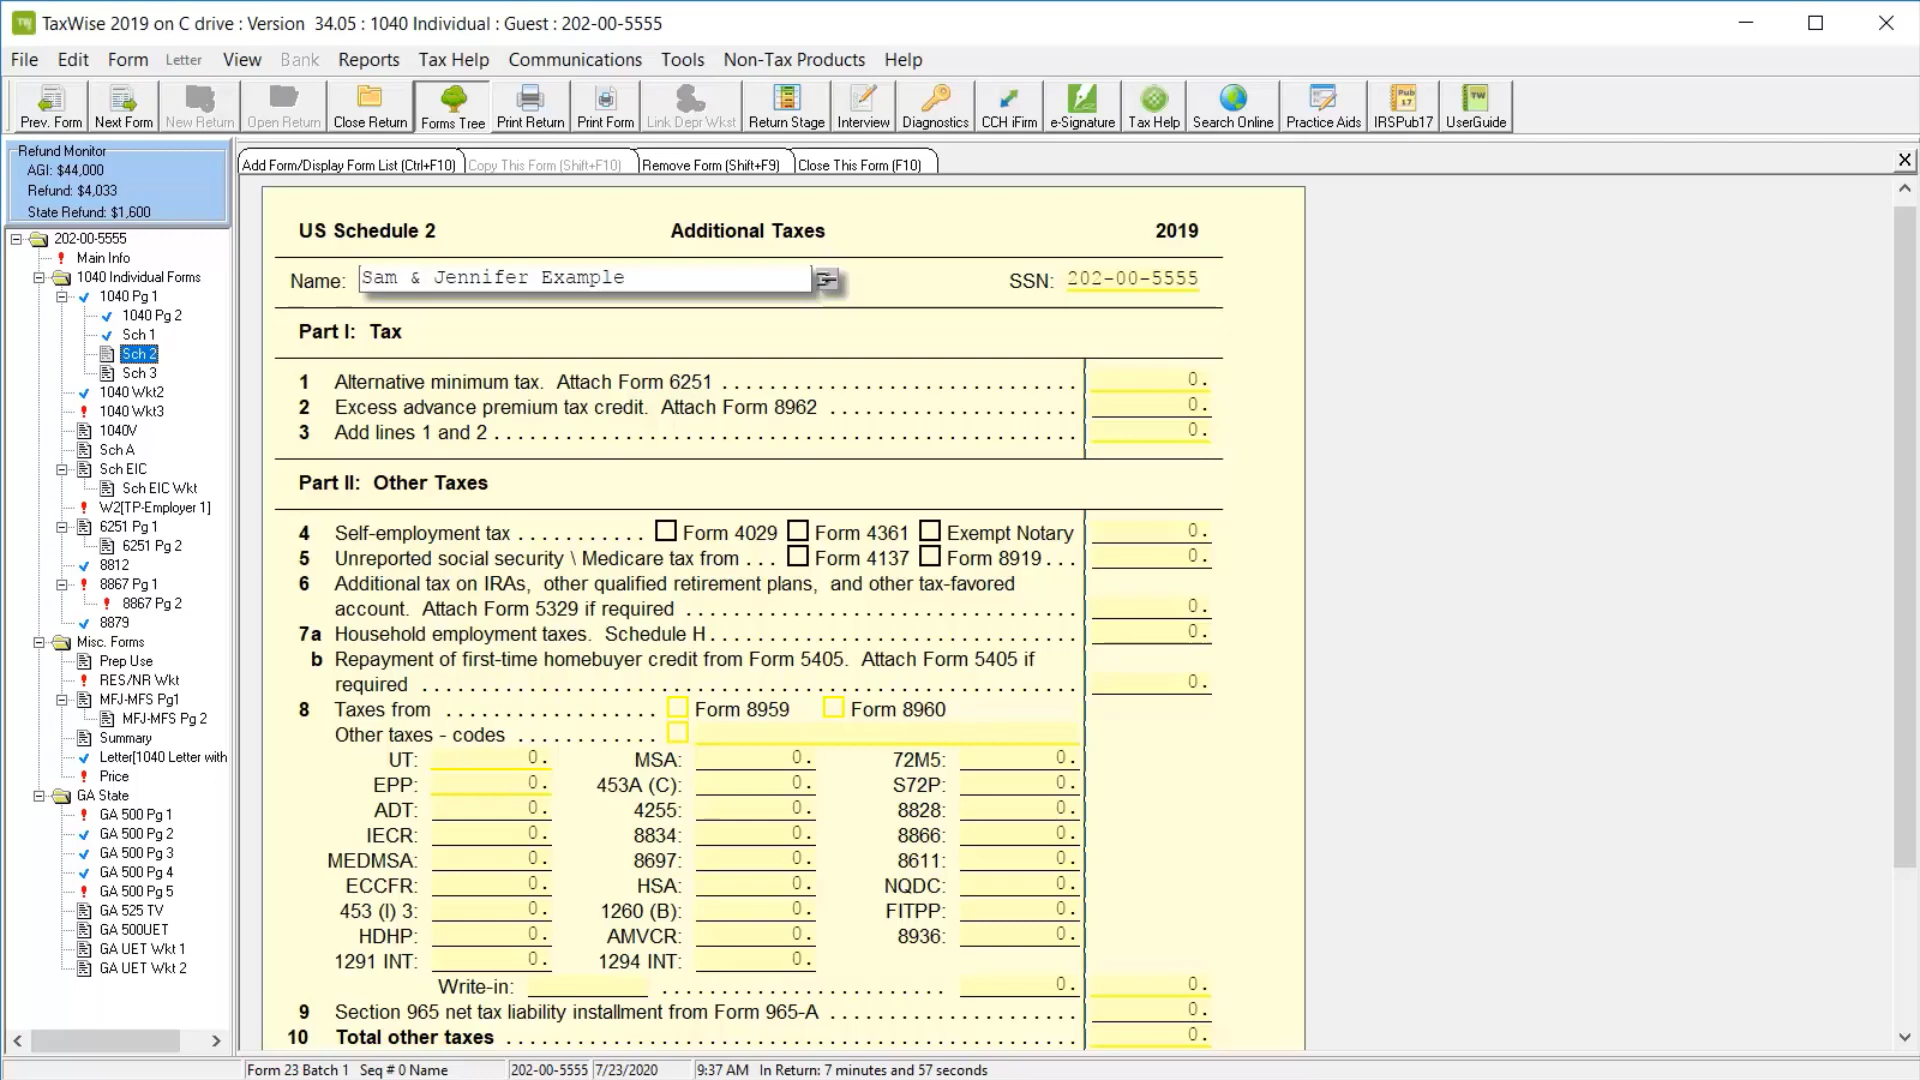 TaxWise 2019 on C drive : Version 34.05 : 1040 Individual : Guest : 202-00-5555
File Edit Form Letter View Bank Reports Tax Help Communications Tools Non-Tax Products Help
Prev. Form Next Form New Return Open Return Close Return Forms Tree Print Return Print Form Link Depr Wkst Return Stage Interview Diagnostics CCH iFirm e-Signature Tax Help Search Online Practice Aids IRSPub17 UserGuide
Refund Monitor
AGI: $44,000
Refund: $4,033
State Refund: $1,600
202-00-5555
Main Info
1040 Individual Forms
1040 Pg 1
1040 Pg 2
Sch 1
Sch 2
Sch 3
1040 Wkt2
1040 Wkt3
1040V
Sch A
Sch EIC
Sch EIC Wkt
W2[TP-Employer 1]
6251 Pg 1
6251 Pg 2
8812
8867 Pg 1
8867 Pg 2
8879
Misc. Forms
Prep Use
RES/NR Wkt
MFJ-MFS Pg1
MFJ-MFS Pg 2
Summary
Letter[1040 Letter with
Price
GA State
GA 500 Pg 1
GA 500 Pg 2
GA 500 Pg 3
GA 500 Pg 4
GA 500 Pg 5
GA 525 TV
GA 500UET
GA UET Wkt 1
GA UET Wkt 2
Add Form/Display Form List (Ctrl+F10) Copy This Form (Shift+F10) Remove Form (Shift+F9) Close This Form (F10)
US Schedule 2 Additional Taxes 2019
Name: Sam & Jennifer Example SSN: 202-00-5555
Part I: Tax
1 Alternative minimum tax. Attach Form 6251 . . . . . . . . . . . . . . . . . . . . . . . . . . . . . . 0.
2 Excess advance premium tax credit. Attach Form 8962 . . . . . . . . . . . . . . . . . . . . . 0.
3 Add lines 1 and 2 . . . . . . . . . . . . . . . . . . . . . . . . . . . . . . . . . . . . . . . . . . . . . . . . . 0.
Part II: Other Taxes
4 Self-employment tax . . . . . . . . . . . Form 4029 Form 4361 Exempt Notary 0.
5 Unreported social security \ Medicare tax from . . . Form 4137 Form 8919 . . . 0.
6 Additional tax on IRAs, other qualified retirement plans, and other tax-favored
account. Attach Form 5329 if required . . . . . . . . . . . . . . . . . . . . . . . . . . . . . . . . . 0.
7a Household employment taxes. Schedule H . . . . . . . . . . . . . . . . . . . . . . . . . . . . . . . 0.
b Repayment of first-time homebuyer credit from Form 5405. Attach Form 5405 if
required . . . . . . . . . . . . . . . . . . . . . . . . . . . . . . . . . . . . . . . . . . . . . . . . . . . . . . . 0.
8 Taxes from . . . . . . . . . . . . . . . . . . Form 8959 Form 8960
Other taxes - codes . . . . . . . . . . . .
UT: 0. MSA: 0. 72M5: 0.
EPP: 0. 453A (C): 0. S72P: 0.
ADT: 0. 4255: 0. 8828: 0.
IECR: 0. 8834: 0. 8866: 0.
MEDMSA: 0. 8697: 0. 8611: 0.
ECCFR: 0. HSA: 0. NQDC: 0.
453 (I) 3: 0. 1260 (B): 0. FITPP: 0.
HDHP: 0. AMVCR: 0. 8936: 0.
1291 INT: 0. 1294 INT: 0.
Write-in: . . . . . . . . . . . . . . . . . . . . . . . . 0. 0.
9 Section 965 net tax liability installment from Form 965-A . . . . . . . . . . . . . . . . . . . . . 0.
10 Total other taxes . . . . . . . . . . . . . . . . . . . . . . . . . . . . . . . . . . . . . . . . . . . . . . . . 0.
Form 23 Batch 1 Seq # 0 Name 202-00-5555 7/23/2020 9:37 AM In Return: 7 minutes and 57 seconds